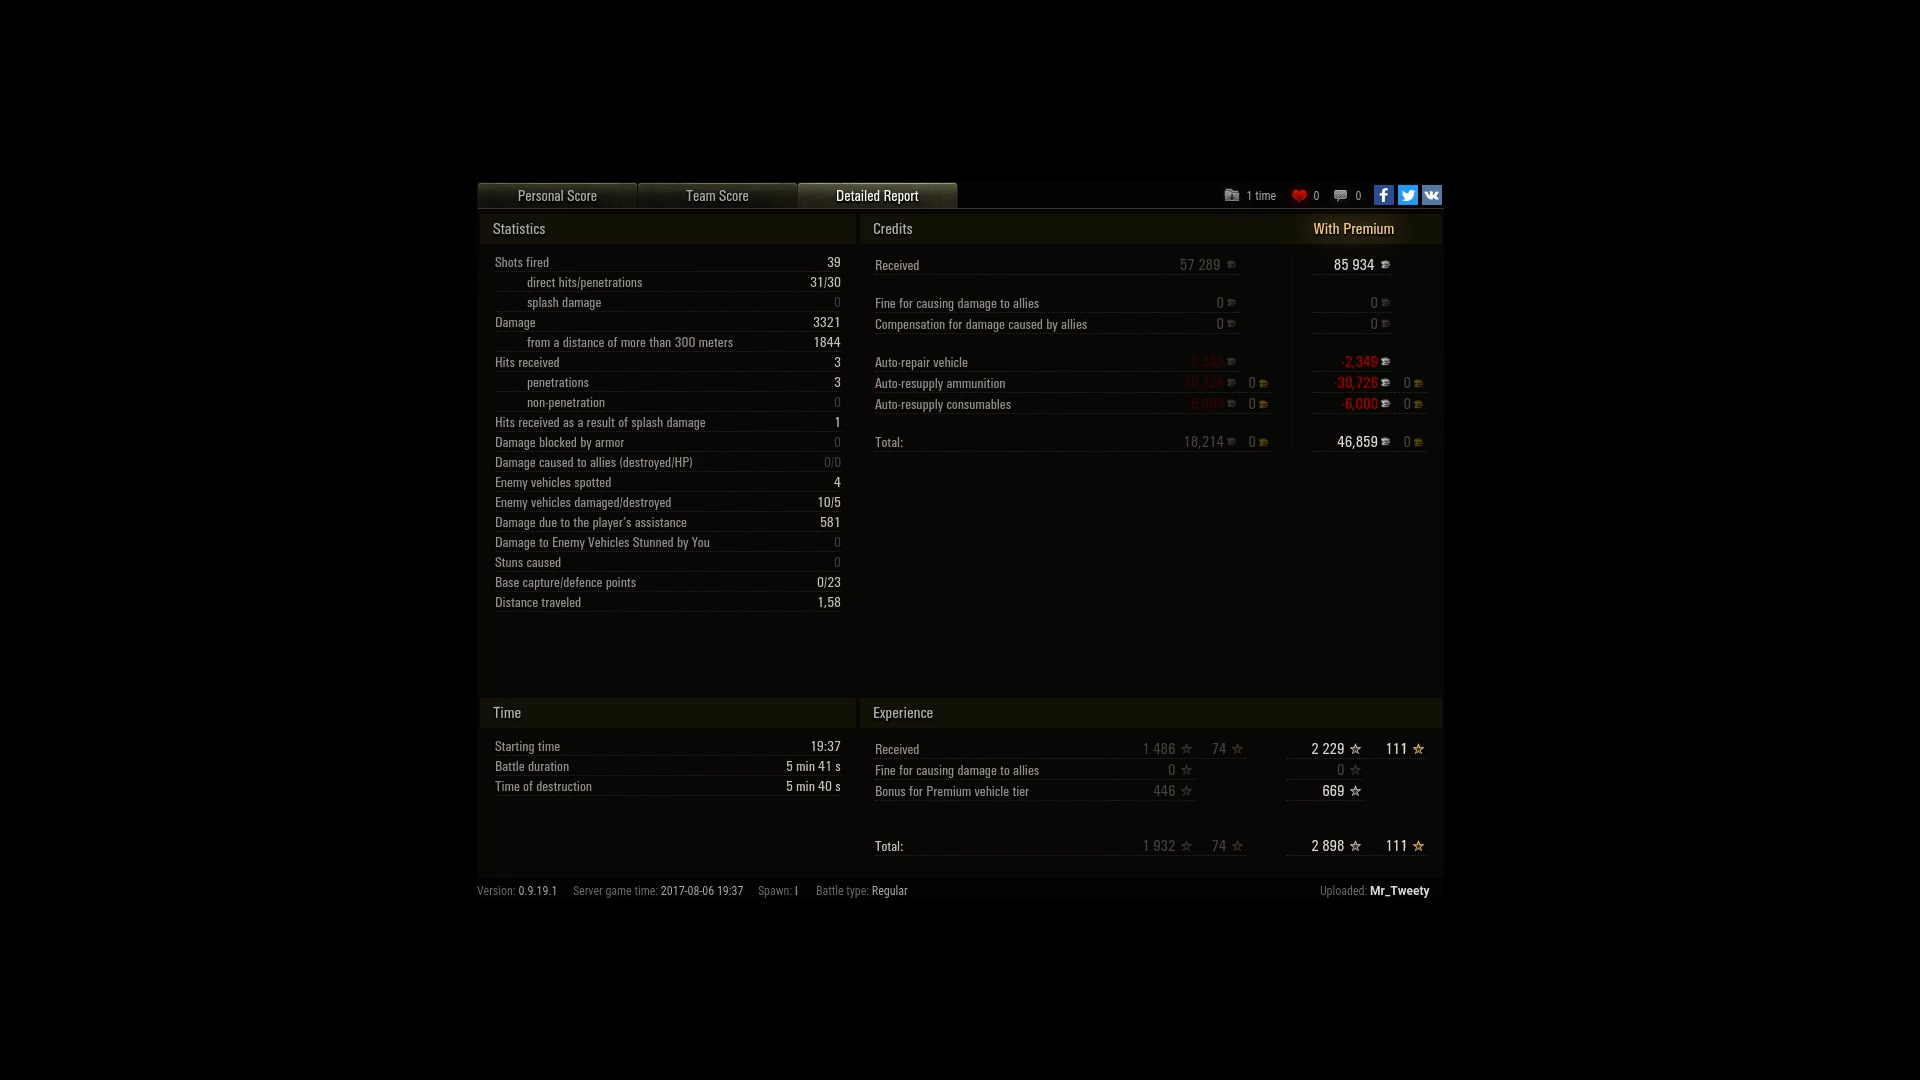 Personal Score Team Score Detailed Report 1 time 0 0
Statistics
Shots fired 39
direct hits/penetrations 31/30
splash damage 0
Damage 3321
from a distance of more than 300 meters 1844
Hits received 3
penetrations 3
non-penetration 0
Hits received as a result of splash damage 1
Damage blocked by armor 0
Damage caused to allies (destroyed/HP) 0/0
Enemy vehicles spotted 4
Enemy vehicles damaged/destroyed 10/5
Damage due to the player's assistance 581
Damage to Enemy Vehicles Stunned by You 0
Stuns caused 0
Base capture/defence points 0/23
Distance traveled 1,58
Credits With Premium
Received 57 289 85 934
Fine for causing damage to allies 0 0
Compensation for damage caused by allies 0 0
Auto-repair vehicle -2,349 -2,349
Auto-resupply ammunition -30,726 0 -30,726 0
Auto-resupply consumables -6,000 0 -6,000 0
Total: 18,214 0 46,859 0
Time
Starting time 19:37
Battle duration 5 min 41 s
Time of destruction 5 min 40 s
Experience
Received 1 486 74 2 229 111
Fine for causing damage to allies 0 0
Bonus for Premium vehicle tier 446 669
Total: 1 932 74 2 898 111
Version: 0.9.19.1 Server game time: 2017-08-06 19:37 Spawn: I Battle type: Regular Uploaded: Mr_Tweety